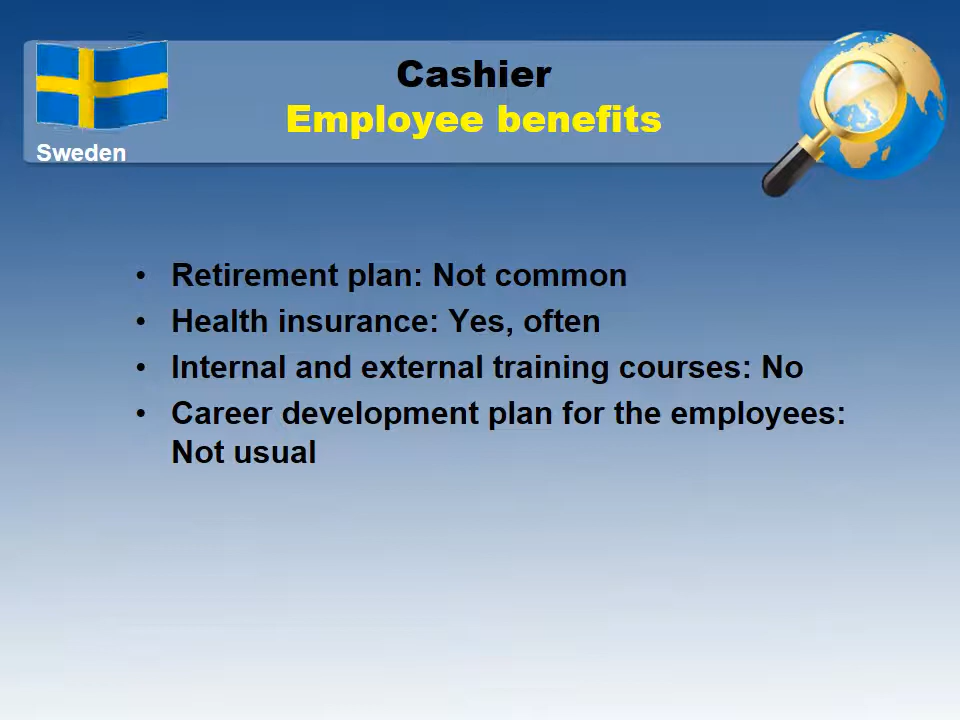 Cashier
Employee benefits
Sweden
• Retirement plan: Not common
• Health insurance: Yes, often
• Internal and external training courses: No
• Career development plan for the employees:
Not usual